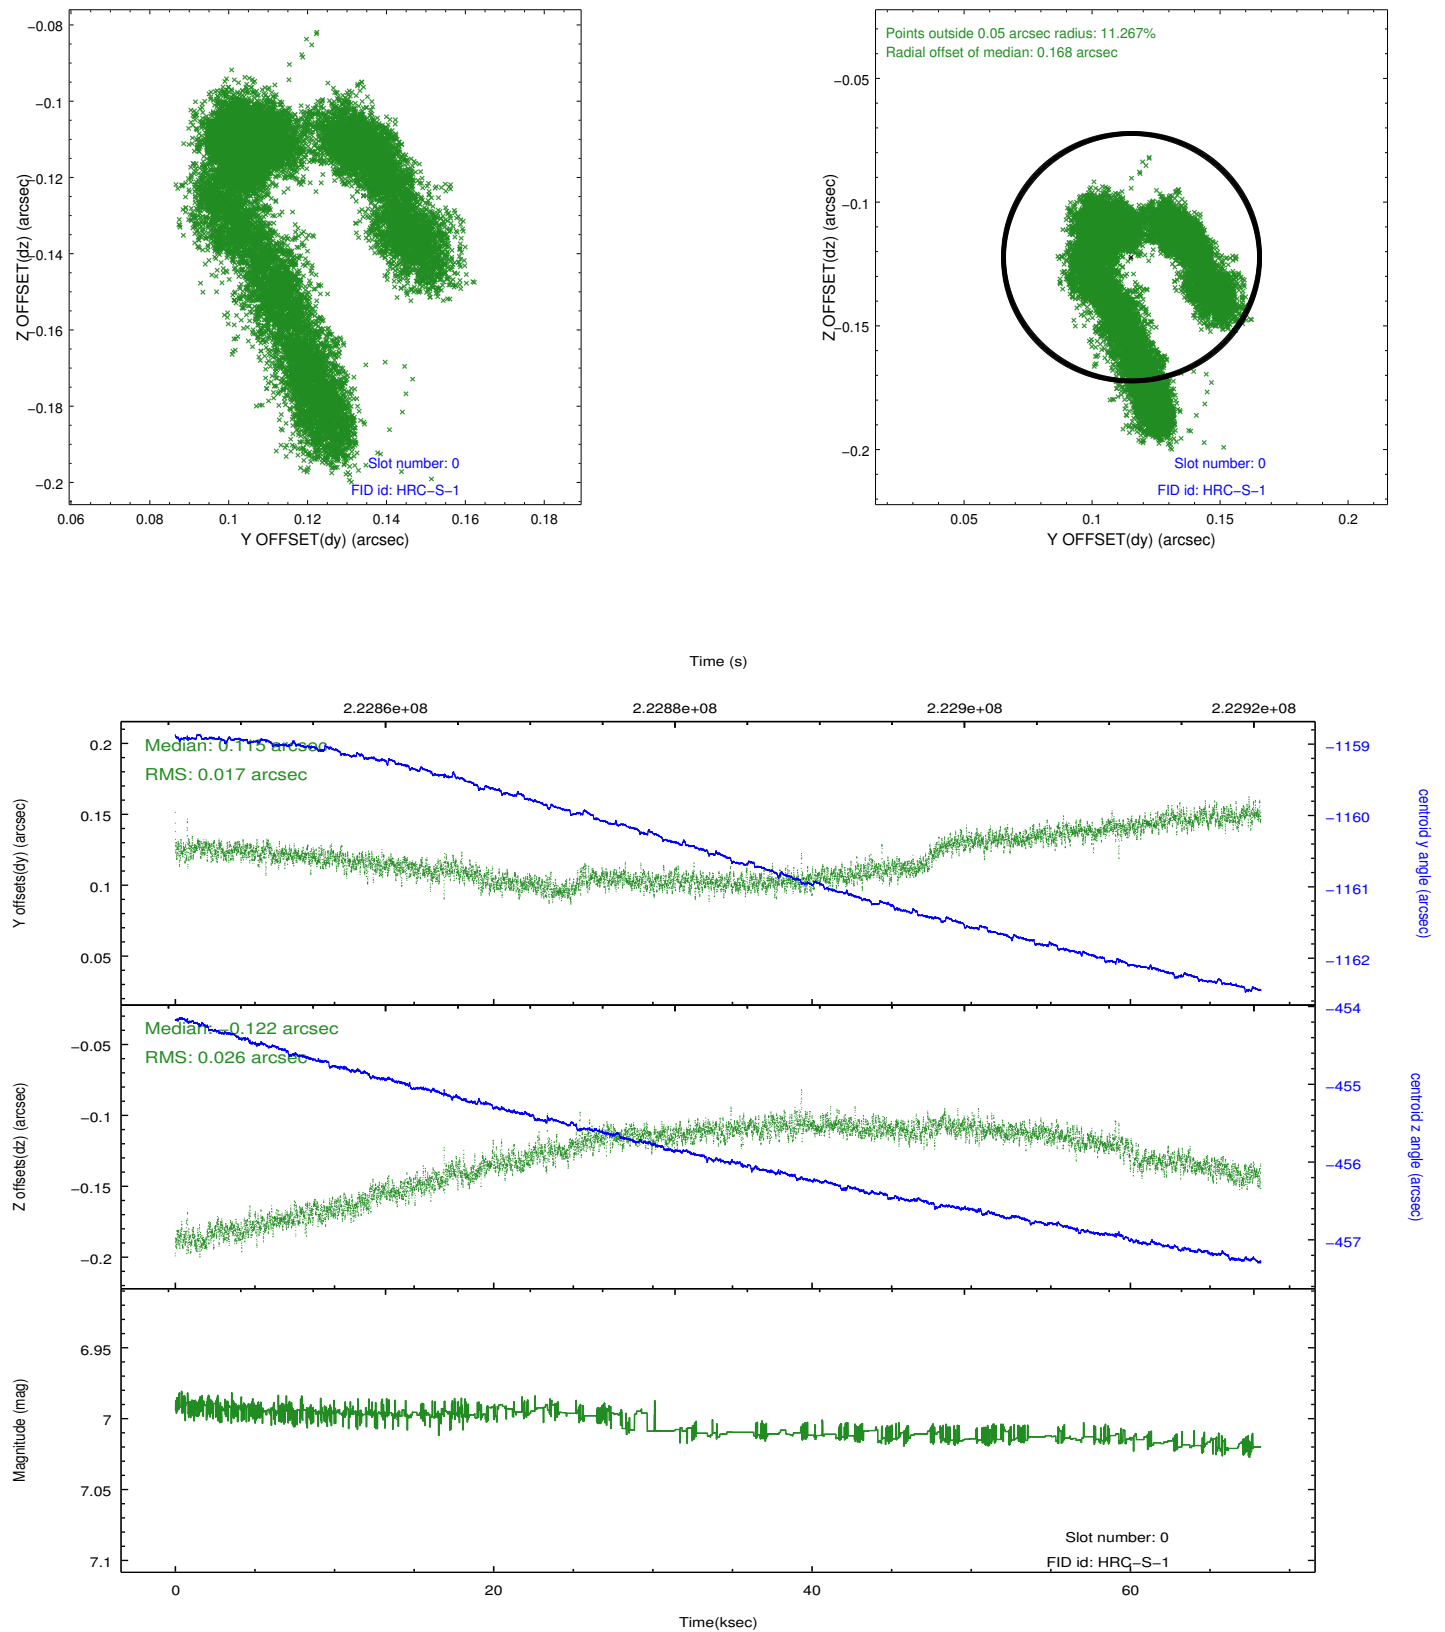 −0.08
−0.1
−0.12
−0.14
−0.16
−0.18
−0.2
Z OFFSET(dz) (arcsec)
0.06 0.08 0.1 0.12 0.14 0.16 0.18
Y OFFSET(dy) (arcsec)
Slot number: 0
FID id: HRC−S−1
Points outside 0.05 arcsec radius: 11.267%
Radial offset of median: 0.168 arcsec
−0.05
−0.1
−0.15
−0.2
Z OFFSET(dz) (arcsec)
0.05 0.1 0.15 0.2
Y OFFSET(dy) (arcsec)
Slot number: 0
FID id: HRC−S−1
Time (s)
2.2286e+08 2.2288e+08 2.229e+08 2.2292e+08
Median: 0.115 arcsec
RMS: 0.017 arcsec
0.2
0.15
0.1
0.05
Y offsets(dy) (arcsec)
−1159
−1160
−1161
−1162
centroid y angle (arcsec)
Median: −0.122 arcsec
RMS: 0.026 arcsec
−0.05
−0.1
−0.15
−0.2
Z offsets(dz) (arcsec)
−454
−455
−456
−457
centroid z angle (arcsec)
6.95
7
7.05
7.1
Magnitude (mag)
Slot number: 0
FID id: HRC−S−1
0 20 40 60
Time(ksec)